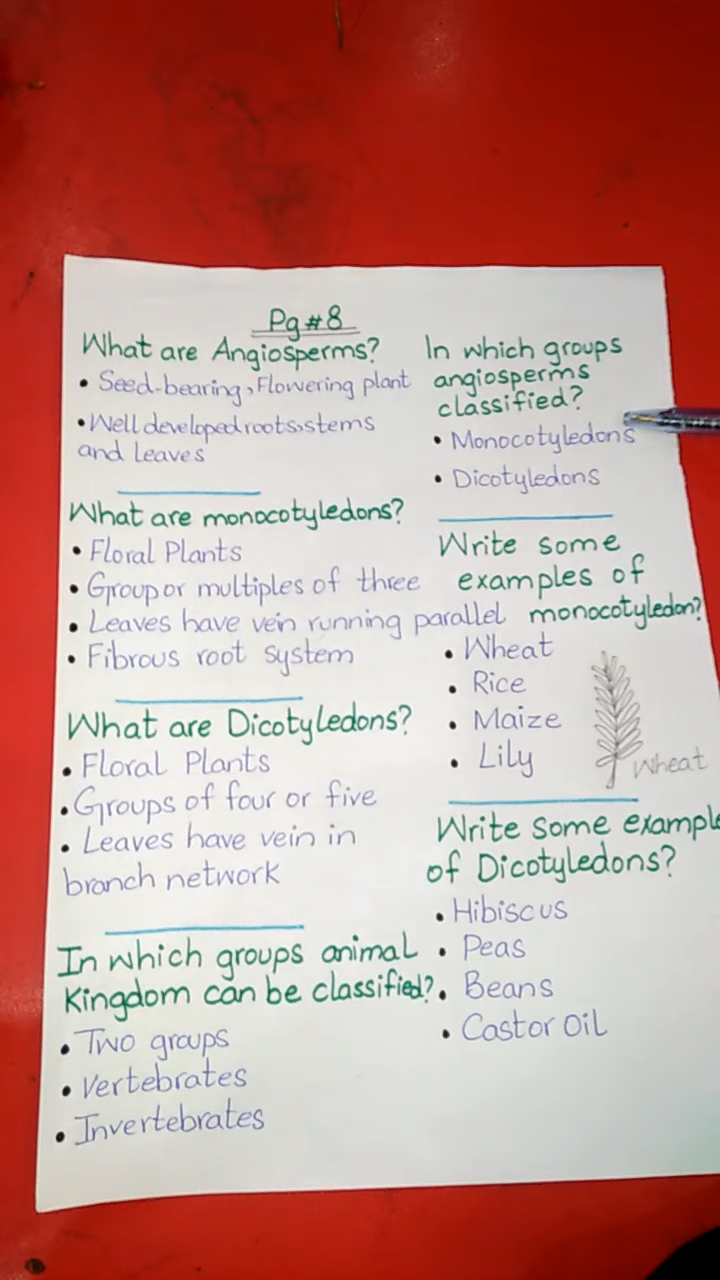 Pg#8
What are Angiosperms?
• Seed-bearing, Flowering plant
• Well developed roots, stems
and leaves
What are monocotyledons?
• Floral Plants
• Group or multiples of three
• Leaves have vein running parallel
• Fibrous root system
What are Dicotyledons?
• Floral Plants
• Groups of four or five
• Leaves have vein in
branch network
In which groups animal
Kingdom can be classified?
• Two groups
• Vertebrates
• Invertebrates
In which groups
angiosperms
classified?
• Monocotyledons
• Dicotyledons
Write some
examples of
monocotyledon?
• Wheat
• Rice
• Maize
• Lily
Wheat
Write some example
of Dicotyledons?
• Hibiscus
• Peas
• Beans
• Castor Oil